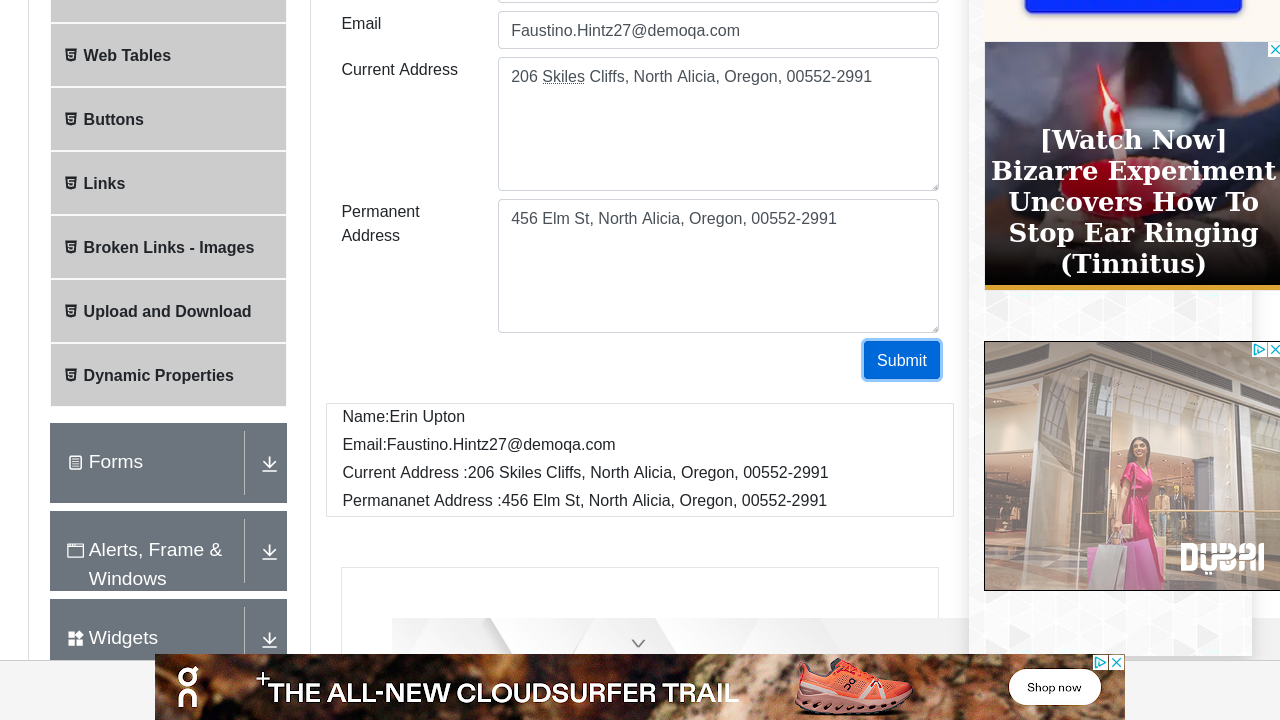 Web Tables
Buttons
Links
Broken Links - Images
Upload and Download
Dynamic Properties
Forms
Alerts, Frame &
Windows
Widgets
Email
Faustino.Hintz27@demoqa.com
Current Address
206 Skiles Cliffs, North Alicia, Oregon, 00552-2991
Permanent
Address
456 Elm St, North Alicia, Oregon, 00552-2991
Submit
Name:Erin Upton
Email:Faustino.Hintz27@demoqa.com
Current Address :206 Skiles Cliffs, North Alicia, Oregon, 00552-2991
Permananet Address :456 Elm St, North Alicia, Oregon, 00552-2991
[Watch Now]
Bizarre Experiment
Uncovers How To
Stop Ear Ringing
(Tinnitus)
DUBAI
on
THE ALL-NEW CLOUDSURFER TRAIL
Shop now